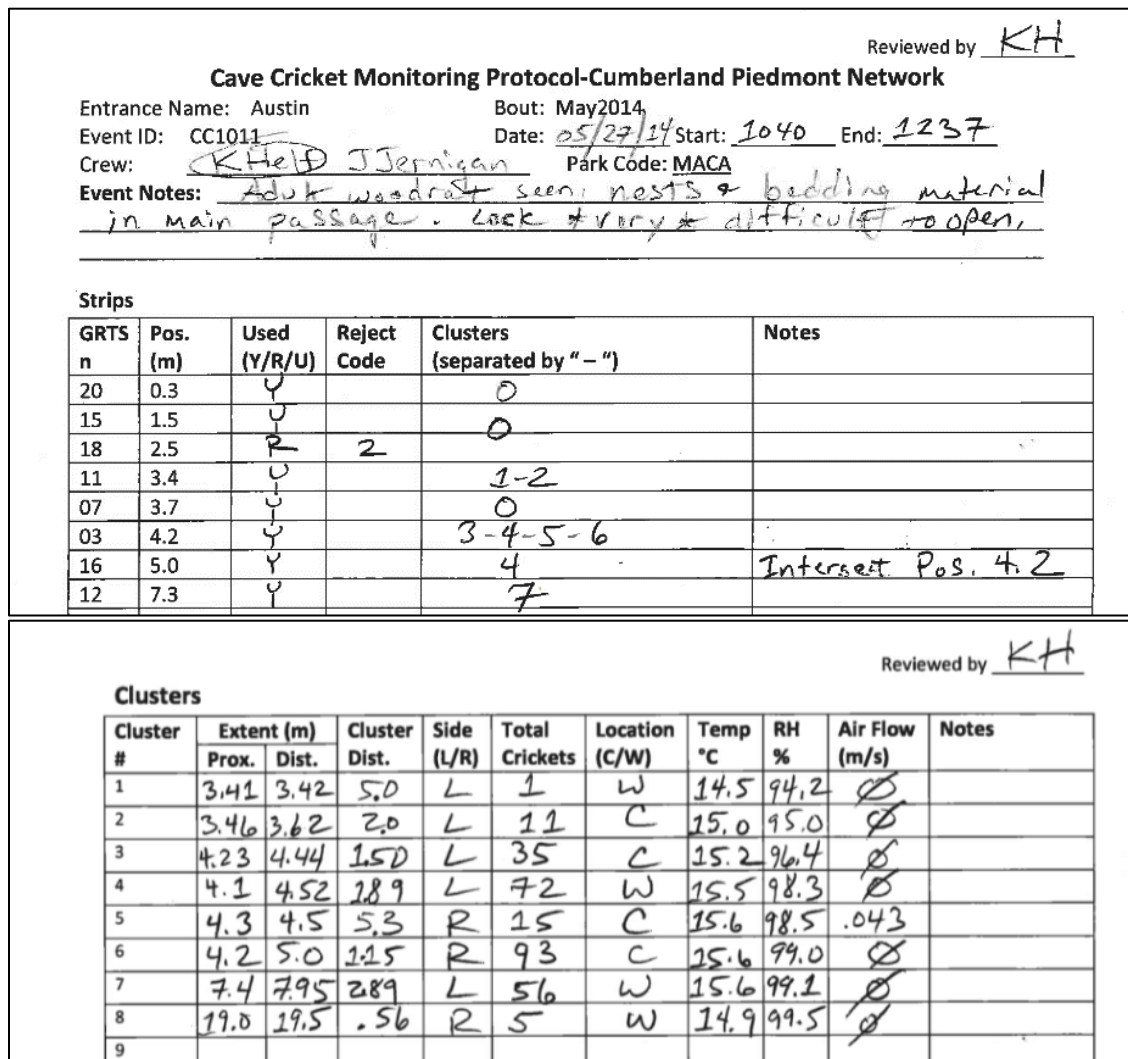 Reviewed by KH
Cave Cricket Monitoring Protocol-Cumberland Piedmont Network
Entrance Name: Austin Bout: May2014
Event ID: CC1011 Date: 05/27/14 Start: 1040 End: 1237
Crew: KHelf JJernigan Park Code: MACA
Event Notes: Adult woodrat seen, nests & bedding material
in main passage. Lock *very* difficult to open.
Strips
GRTS Pos. Used Reject Clusters Notes
n (m) (Y/R/U) Code (separated by “ – ”)
20 0.3 Y 0
15 1.5 Y 0
18 2.5 R 2
11 3.4 Y 1-2
07 3.7 Y 0
03 4.2 Y 3-4-5-6
16 5.0 Y 4 Intersect Pos. 4.2
12 7.3 Y 7
Reviewed by KH
Clusters
Cluster Extent (m) Cluster Side Total Location Temp RH Air Flow Notes
# Prox. Dist. Dist. (L/R) Crickets (C/W) °C % (m/s)
1 3.41 3.42 5.0 L 1 W 14.5 94.2 Ø
2 3.46 3.62 2.0 L 11 C 15.0 95.0 Ø
3 4.23 4.44 1.50 L 35 C 15.2 96.4 Ø
4 4.1 4.52 1.89 L 72 W 15.5 98.3 Ø
5 4.3 4.5 5.3 R 15 C 15.6 98.5 .043
6 4.2 5.0 1.15 R 93 C 15.6 99.0 Ø
7 7.4 7.95 2.89 L 56 W 15.6 99.1 Ø
8 19.0 19.5 .56 R 5 W 14.9 99.5 Ø
9